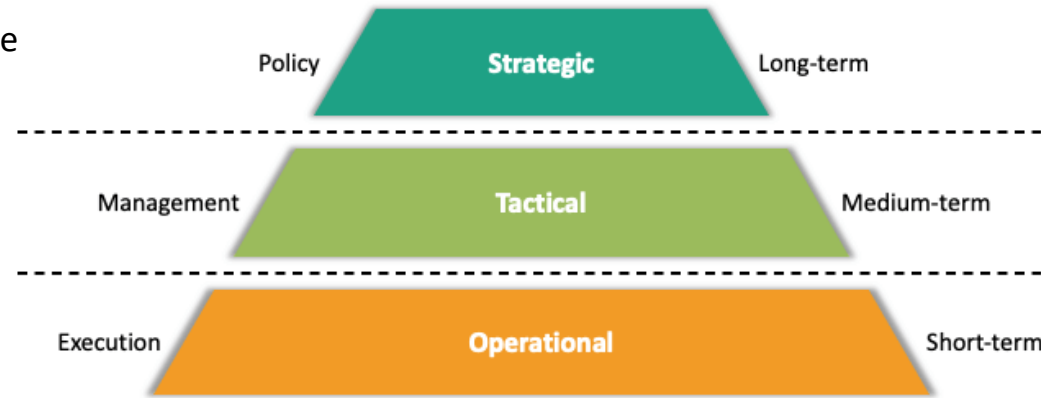 e
Policy Strategic Long-term
Management Tactical Medium-term
Execution Operational Short-term